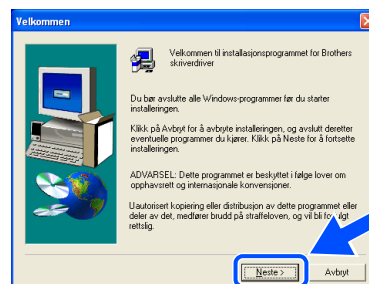 Velkommen
Velkommen til installasjonsprogrammet for Brothers
skriverdriver
Du bør avslutte alle Windows-programmer før du starter
installeringen.
Klikk på Avbryt for å avbryte installeringen, og avslutt deretter
eventuelle programmer du kjører. Klikk på Neste for å fortsette
installeringen.
ADVARSEL: Dette programmet er beskyttet i følge lover om
opphavsrett og internasjonale konvensjoner.
Uautorisert kopiering eller distribusjon av dette programmet eller
deler av det, medfører brudd på straffeloven, og vil bli forfulgt
rettslig.
Neste >
Avbryt